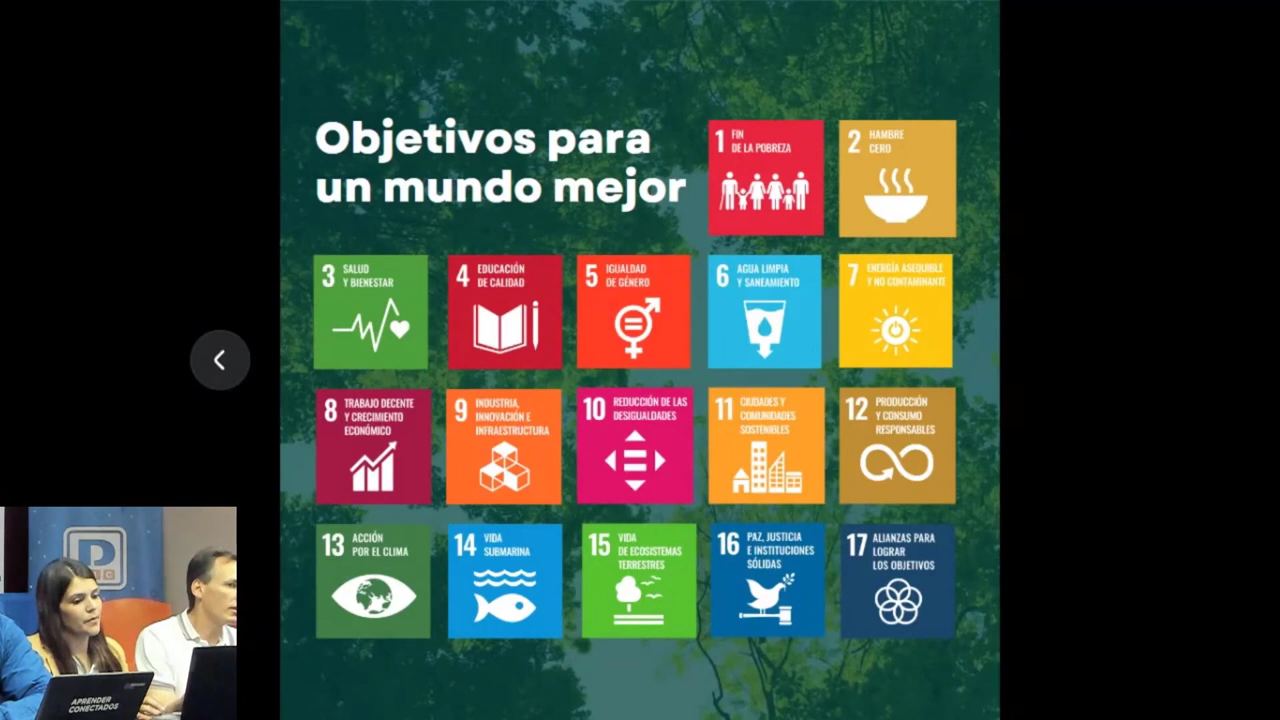 Objetivos para
un mundo mejor
1 FIN
DE LA POBREZA
2 HAMBRE
CERO
3 SALUD
Y BIENESTAR
4 EDUCACIÓN
DE CALIDAD
5 IGUALDAD
DE GÉNERO
6 AGUA LIMPIA
Y SANEAMIENTO
7 ENERGÍA ASEQUIBLE
Y NO CONTAMINANTE
8 TRABAJO DECENTE
Y CRECIMIENTO
ECONÓMICO
9 INDUSTRIA,
INNOVACIÓN E
INFRAESTRUCTURA
10 REDUCCIÓN DE LAS
DESIGUALDADES
11 CIUDADES Y
COMUNIDADES
SOSTENIBLES
12 PRODUCCIÓN
Y CONSUMO
RESPONSABLES
13 ACCIÓN
POR EL CLIMA
14 VIDA
SUBMARINA
15 VIDA
DE ECOSISTEMAS
TERRESTRES
16 PAZ, JUSTICIA
E INSTITUCIONES
SÓLIDAS
17 ALIANZAS PARA
LOGRAR
LOS OBJETIVOS
P
APRENDER
CONECTADOS